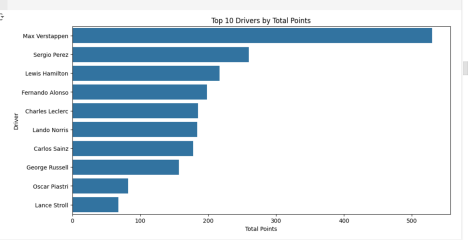 Top 10 Drivers by Total Points
Max Verstappen
Sergio Perez
Lewis Hamilton
Fernando Alonso
Charles Leclerc
Lando Norris
Carlos Sainz
George Russell
Oscar Piastri
Lance Stroll
Driver
0 100 200 300 400 500
Total Points